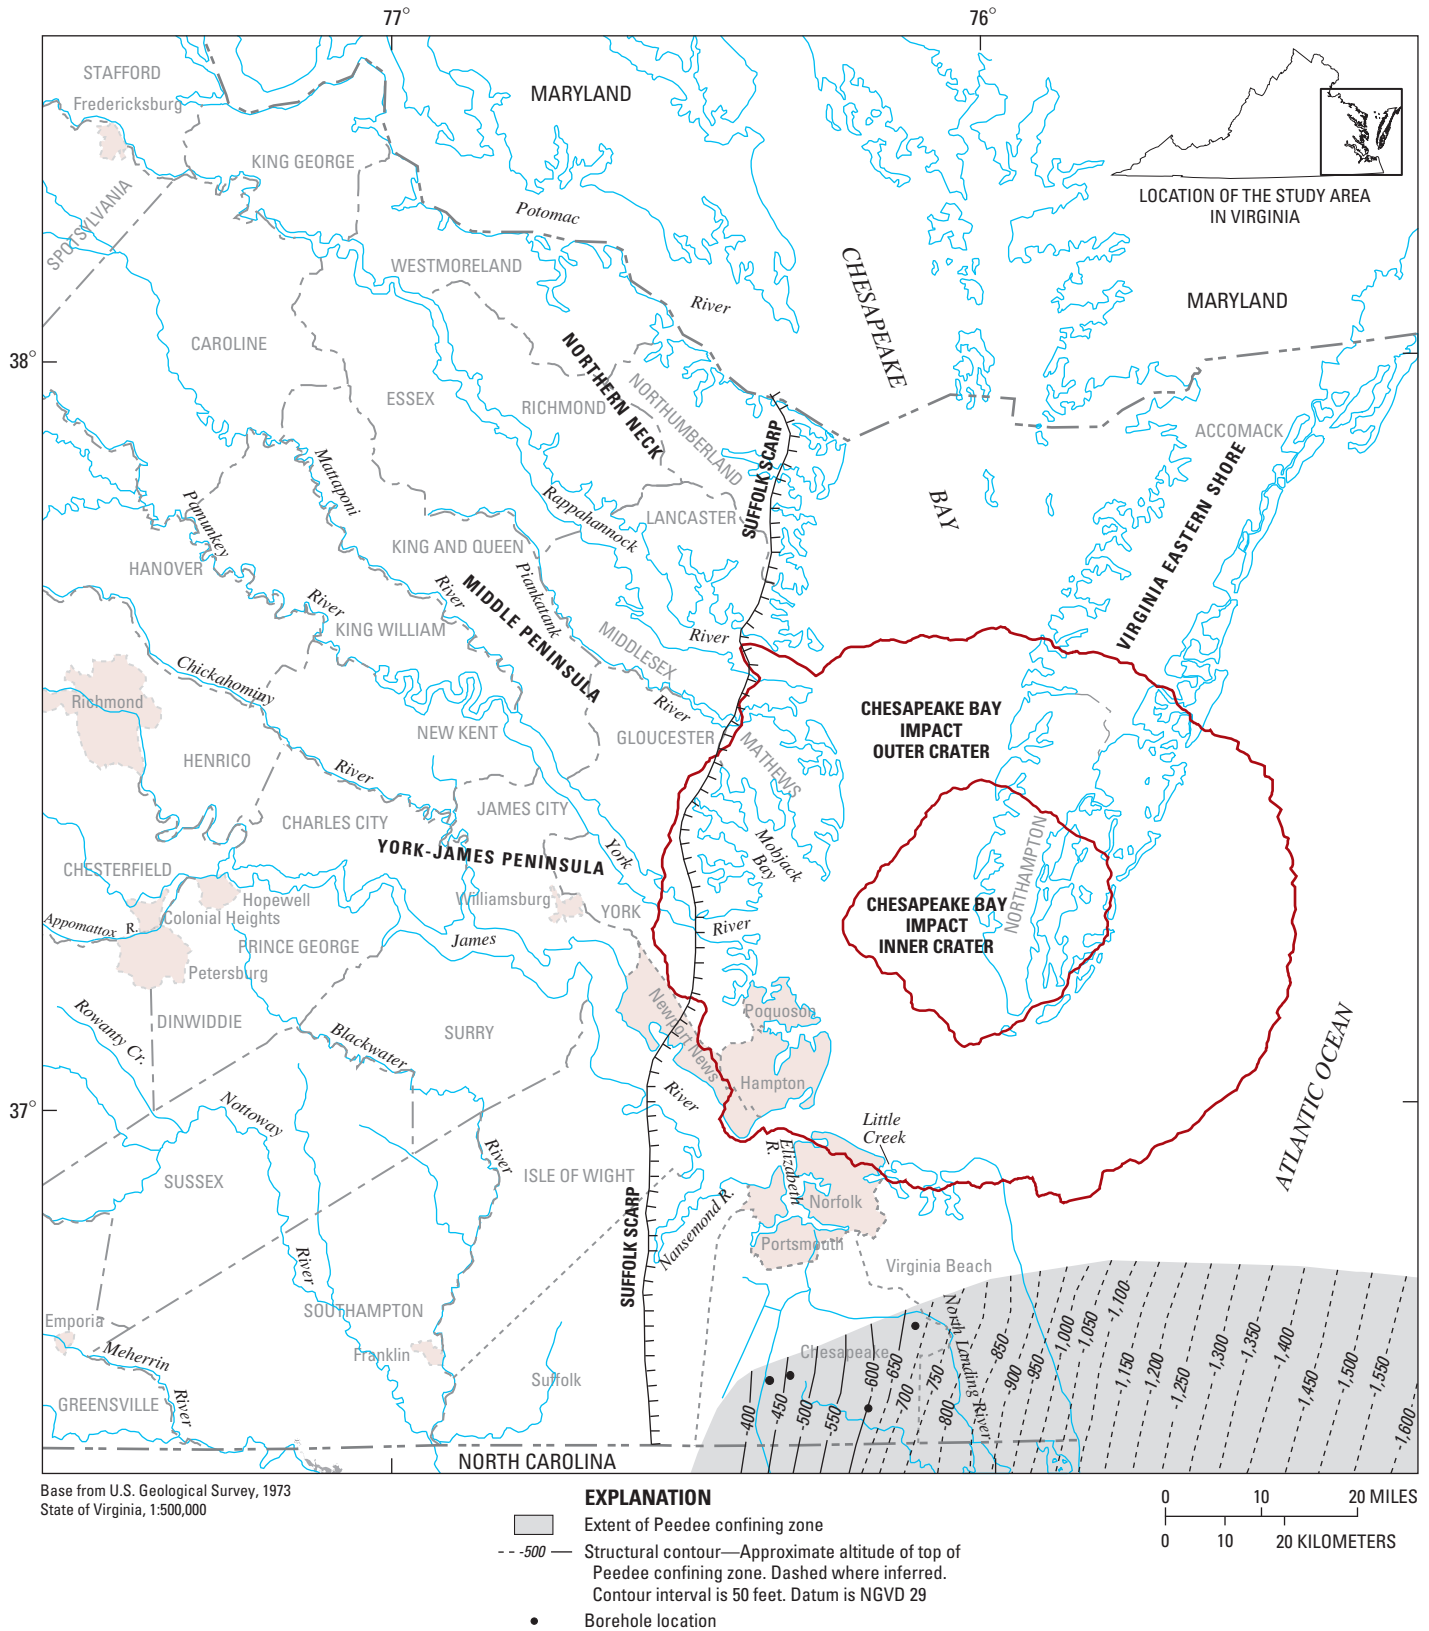 77°
76°
STAFFORD
Fredericksburg
MARYLAND
KING GEORGE
SPOTSYLVANIA
Potomac
River
WESTMORELAND
CHESAPEAKE
BAY
LOCATION OF THE STUDY AREA
IN VIRGINIA
MARYLAND
38°
CAROLINE
NORTHERN NECK
ESSEX
RICHMOND
NORTHUMBERLAND
SUFFOLK SCARP
ACCOMACK
VIRGINIA EASTERN SHORE
Mattaponi
River
Pamunkey
River
Rappahannock
River
LANCASTER
KING AND QUEEN
HANOVER
Piankatank
River
MIDDLE PENINSULA
KING WILLIAM
MIDDLESEX
Chickahominy
River
Richmond
NEW KENT
GLOUCESTER
MATHEWS
CHESAPEAKE BAY
IMPACT
OUTER CRATER
HENRICO
JAMES CITY
CHARLES CITY
YORK-JAMES PENINSULA
York
River
Mobjack
Bay
NORTHAMPTON
CHESTERFIELD
Hopewell
Colonial Heights
Appomattox R.
Williamsburg
YORK
CHESAPEAKE BAY
IMPACT
INNER CRATER
PRINCE GEORGE
James
River
Petersburg
Newport News
Poquoson
DINWIDDIE
Rowanty Cr.
Blackwater
River
SURRY
Hampton
ATLANTIC OCEAN
37°
Nottoway
River
Little
Creek
Elizabeth
R.
SUSSEX
ISLE OF WIGHT
SUFFOLK SCARP
Nansemond R.
Norfolk
Portsmouth
Virginia Beach
North Landing River
Emporia
SOUTHAMPTON
Franklin
Meherrin
River
Suffolk
Chesapeake
GREENSVILLE
-400
-450
-500
-550
-600
-650
-700
-750
-800
-850
-900
-950
-1,000
-1,050
-1,100
-1,150
-1,200
-1,250
-1,300
-1,350
-1,400
-1,450
-1,500
-1,550
-1,600
NORTH CAROLINA
Base from U.S. Geological Survey, 1973
State of Virginia, 1:500,000
EXPLANATION
Extent of Peedee confining zone
-500 Structural contour—Approximate altitude of top of
Peedee confining zone. Dashed where inferred.
Contour interval is 50 feet. Datum is NGVD 29
Borehole location
0 10 20 MILES
0 10 20 KILOMETERS